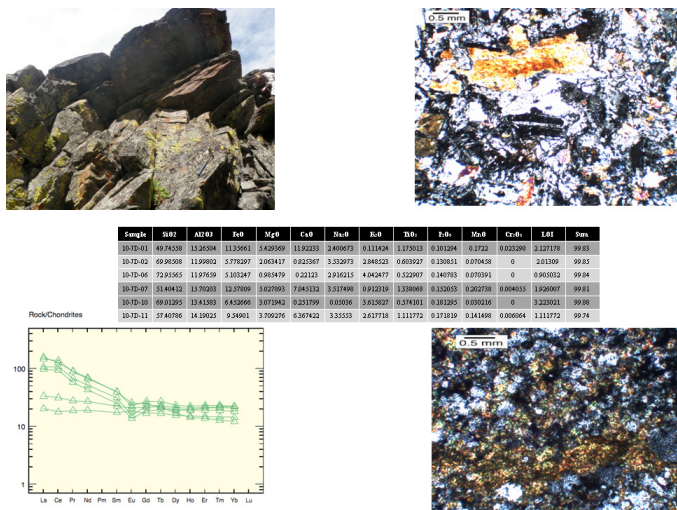 0.5 mm
Sample SiO2 Al2O3 FeO MgO CaO Na2O K2O TiO2 P2O5 MnO Cr2O3 LOI Sum
10-7D-01 49.74558 15.26504 11.35661 5.429369 11.92233 2.400673 0.111424 1.175013 0.101294 0.1722 0.023298 2.127178 99.83
10-7D-02 69.98508 11.99802 5.778297 2.063417 0.825367 3.532973 2.848523 0.603927 0.130851 0.070458 0 2.01309 99.85
10-7D-06 72.95565 11.97659 5.103247 0.985479 0.22123 2.916215 4.042477 0.522907 0.140783 0.070391 0 0.905032 99.84
10-7D-07 51.40412 15.70203 12.57809 5.027893 7.045132 3.517498 0.912319 1.338068 0.152053 0.202738 0.004055 1.926007 99.81
10-7D-10 69.01295 13.41583 6.452666 3.071942 0.251799 0.05036 3.615827 0.574101 0.181295 0.030216 0 3.223021 99.88
10-7D-11 57.40786 14.19025 9.54901 3.709276 6.367422 3.35553 2.617718 1.111772 0.171819 0.141498 0.006064 1.111772 99.74
Rock/Chondrites
100
10
1
La Ce Pr Nd Pm Sm Eu Gd Tb Dy Ho Er Tm Yb Lu
0.5 mm